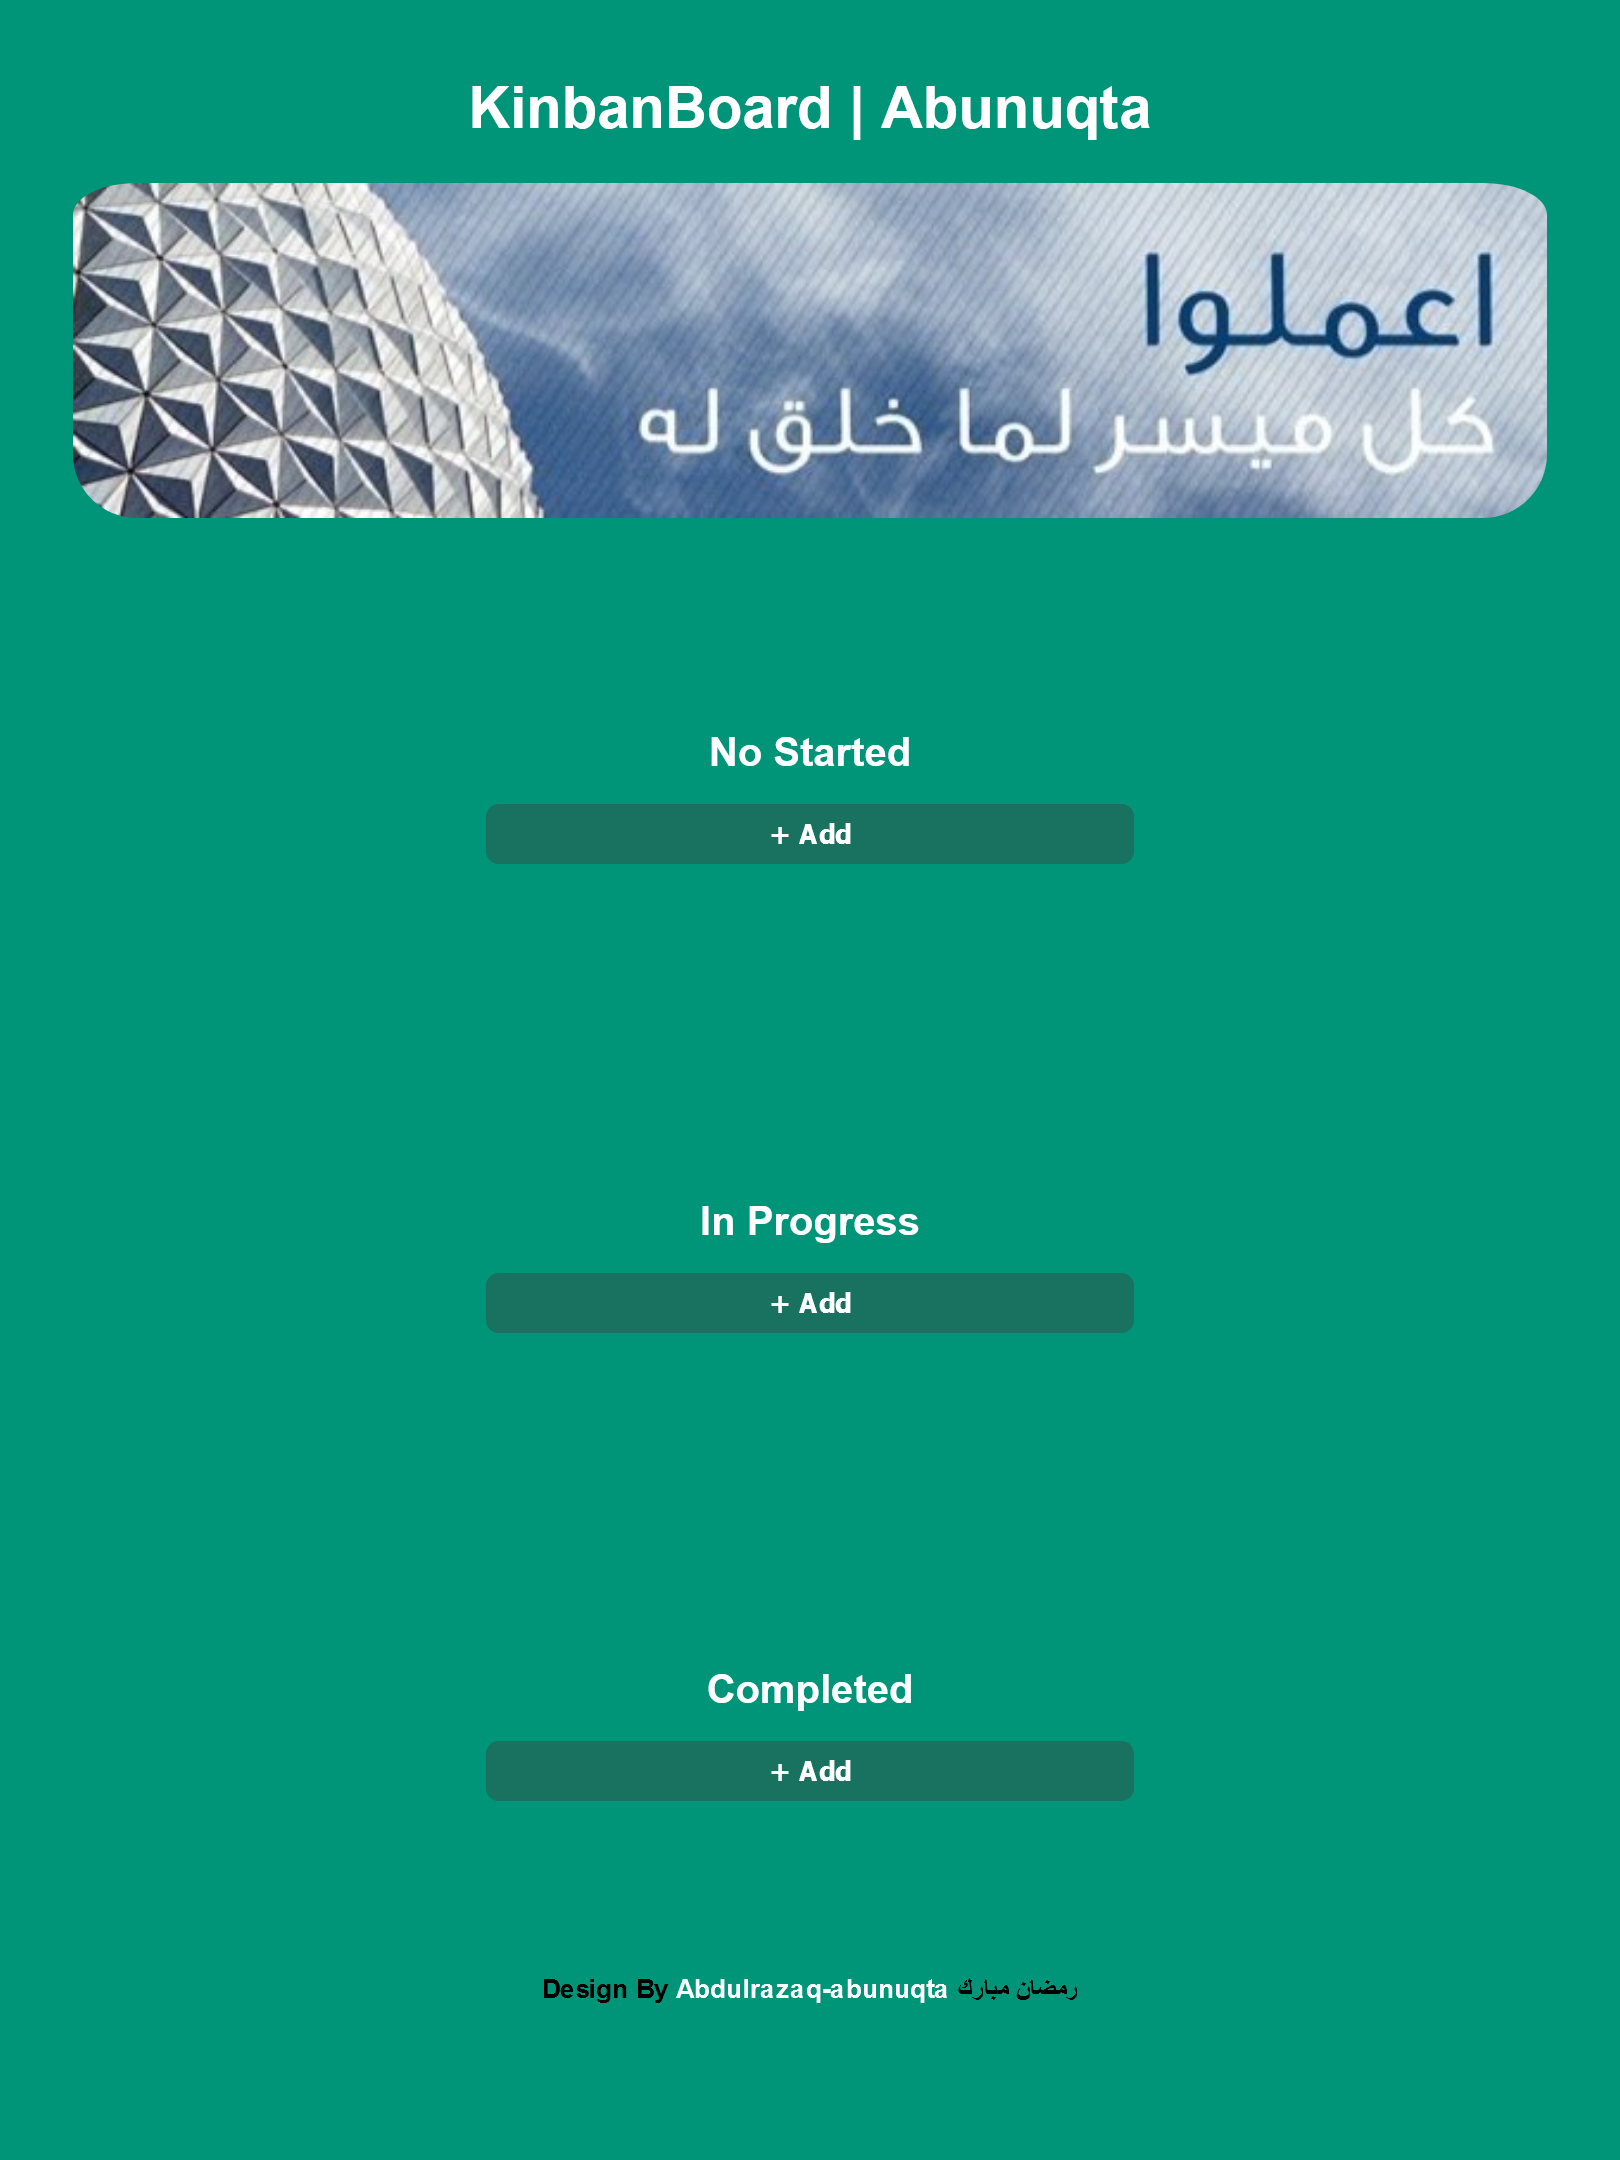 KinbanBoard | Abunuqta
اعملوا
كل ميسر لما خلق له
No Started
+ Add
In Progress
+ Add
Completed
+ Add
Design By Abdulrazaq-abunuqta رمضان مبارك